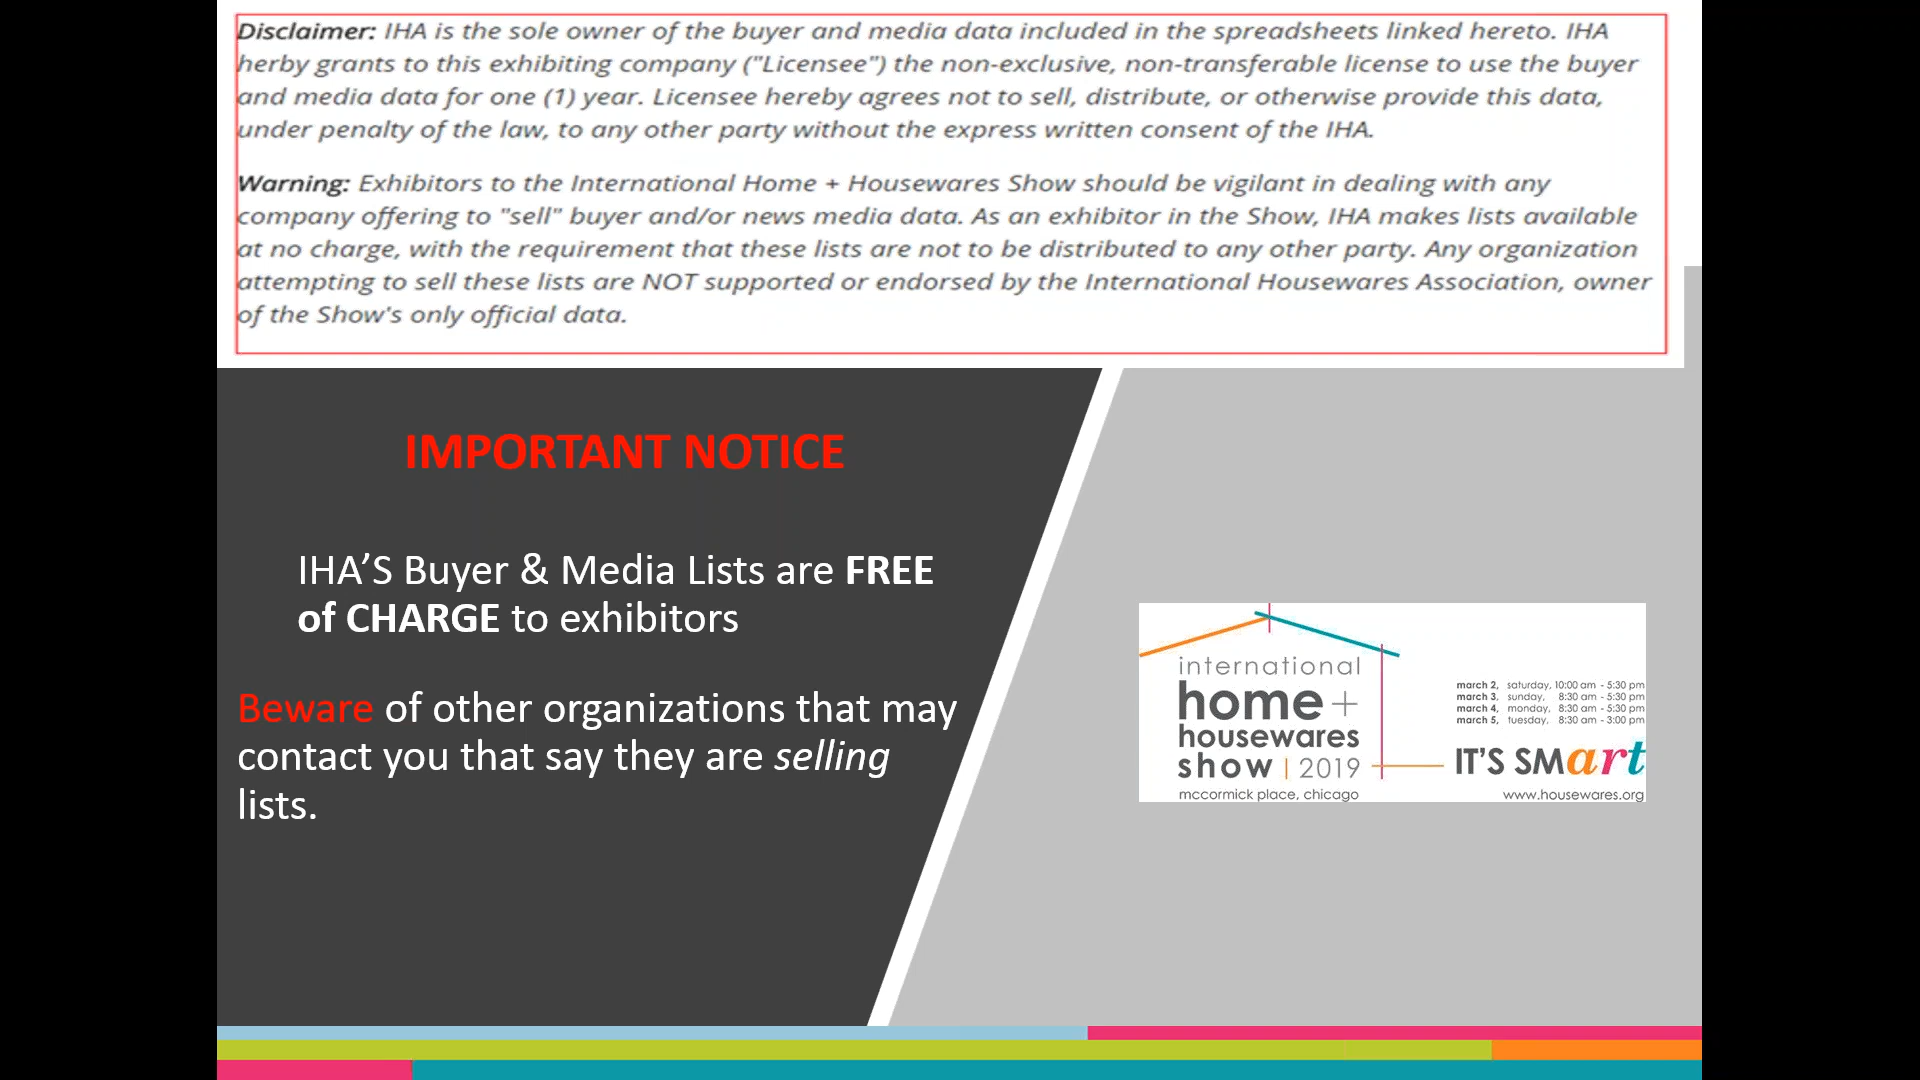 Disclaimer: IHA is the sole owner of the buyer and media data included in the spreadsheets linked hereto. IHA
herby grants to this exhibiting company ("Licensee") the non-exclusive, non-transferable license to use the buyer
and media data for one (1) year. Licensee hereby agrees not to sell, distribute, or otherwise provide this data,
under penalty of the law, to any other party without the express written consent of the IHA.
Warning: Exhibitors to the International Home + Housewares Show should be vigilant in dealing with any
company offering to "sell" buyer and/or news media data. As an exhibitor in the Show, IHA makes lists available
at no charge, with the requirement that these lists are not to be distributed to any other party. Any organization
attempting to sell these lists are NOT supported or endorsed by the International Housewares Association, owner
of the Show's only official data.
IMPORTANT NOTICE
IHA’S Buyer & Media Lists are FREE
of CHARGE to exhibitors
Beware of other organizations that may
contact you that say they are selling
lists.
international
home +
housewares
show | 2019
mccormick place, chicago
march 2, saturday, 10:00 am - 5:30 pm
march 3, sunday, 8:30 am - 5:30 pm
march 4, monday, 8:30 am - 5:30 pm
march 5, tuesday, 8:30 am - 3:00 pm
IT'S SMart
www.housewares.org